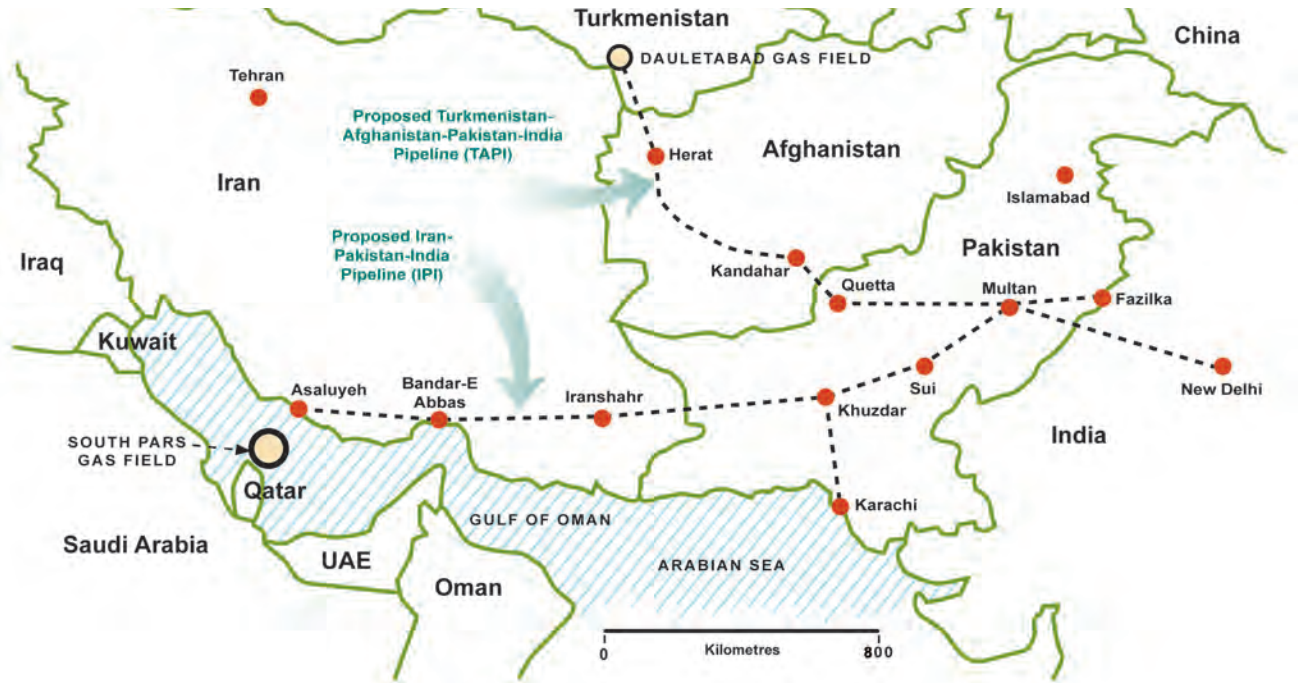 Turkmenistan
China
DAULETABAD GAS FIELD
Tehran
Proposed Turkmenistan-
Afghanistan-Pakistan-India
Pipeline (TAPI)
Herat
Afghanistan
Iran
Islamabad
Proposed Iran-
Pakistan-India
Pipeline (IPI)
Pakistan
Iraq
Kandahar
Quetta
Multan
Fazilka
Kuwait
Asaluyeh
Bandar-E
Abbas
Iranshahr
Khuzdar
Sui
New Delhi
India
SOUTH PARS
GAS FIELD
Qatar
Karachi
GULF OF OMAN
Saudi Arabia
UAE
ARABIAN SEA
Oman
0
Kilometres
800